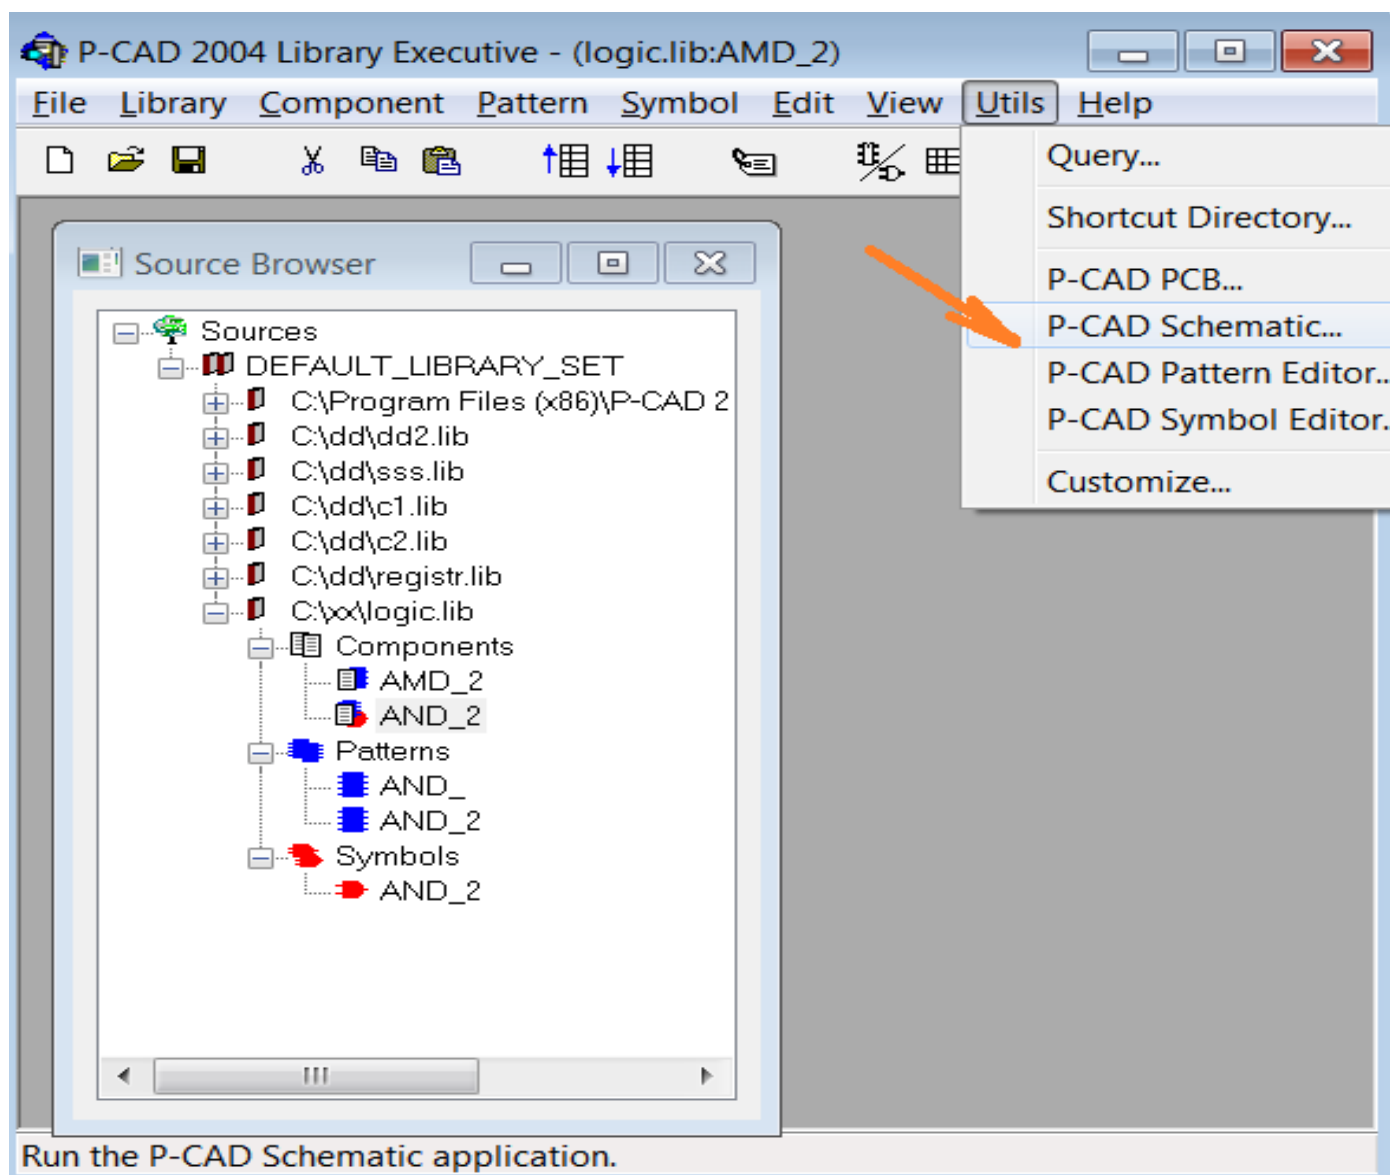 P-CAD 2004 Library Executive - (logic.lib:AMD_2)
File Library Component Pattern Symbol Edit View Utils Help
Query...
Shortcut Directory...
P-CAD PCB...
P-CAD Schematic...
P-CAD Pattern Editor..
P-CAD Symbol Editor.
Customize...
Source Browser
Sources
DEFAULT_LIBRARY_SET
C:\Program Files (x86)\P-CAD 2
C:\dd\dd2.lib
C:\dd\sss.lib
C:\dd\c1.lib
C:\dd\c2.lib
C:\dd\registr.lib
C:\xx\logic.lib
Components
AMD_2
AND_2
Patterns
AND_
AND_2
Symbols
AND_2
Run the P-CAD Schematic application.